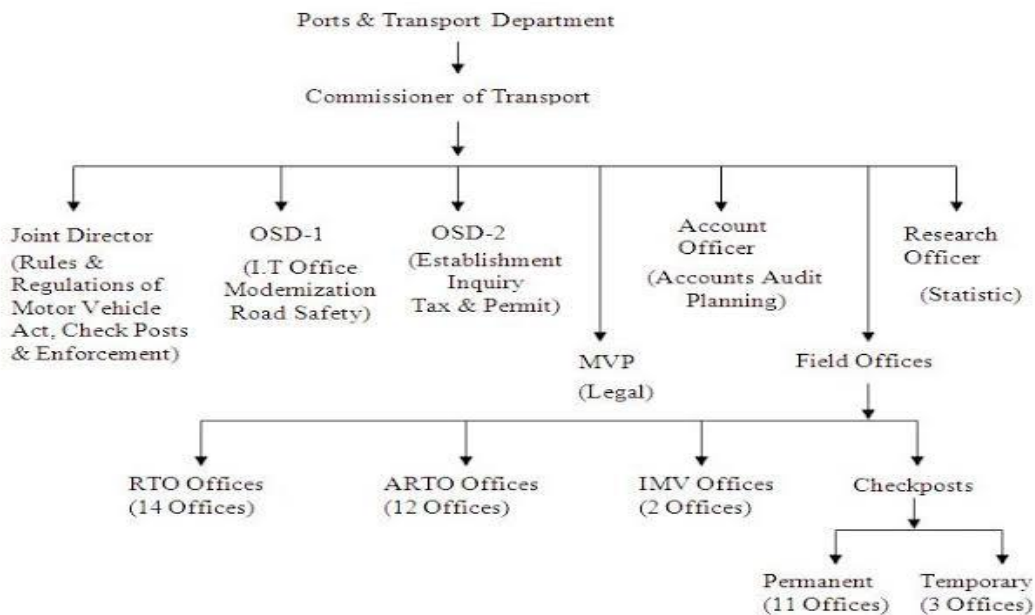 Ports & Transport Department
Commissioner of Transport
Joint Director
(Rules &
Regulations of
Motor Vehicle
Act, Check Posts
& Enforcement)
OSD-1
(I.T Office
Modernization
Road Safety)
OSD-2
(Establishment
Inquiry
Tax & Permit)
MVP
(Legal)
Account
Officer
(Accounts Audit
Planning)
Field Offices
Research
Officer
(Statistic)
RTO Offices
(14 Offices)
ARTO Offices
(12 Offices)
IMV Offices
(2 Offices)
Checkposts
Permanent
(11 Offices)
Temporary
(3 Offices)